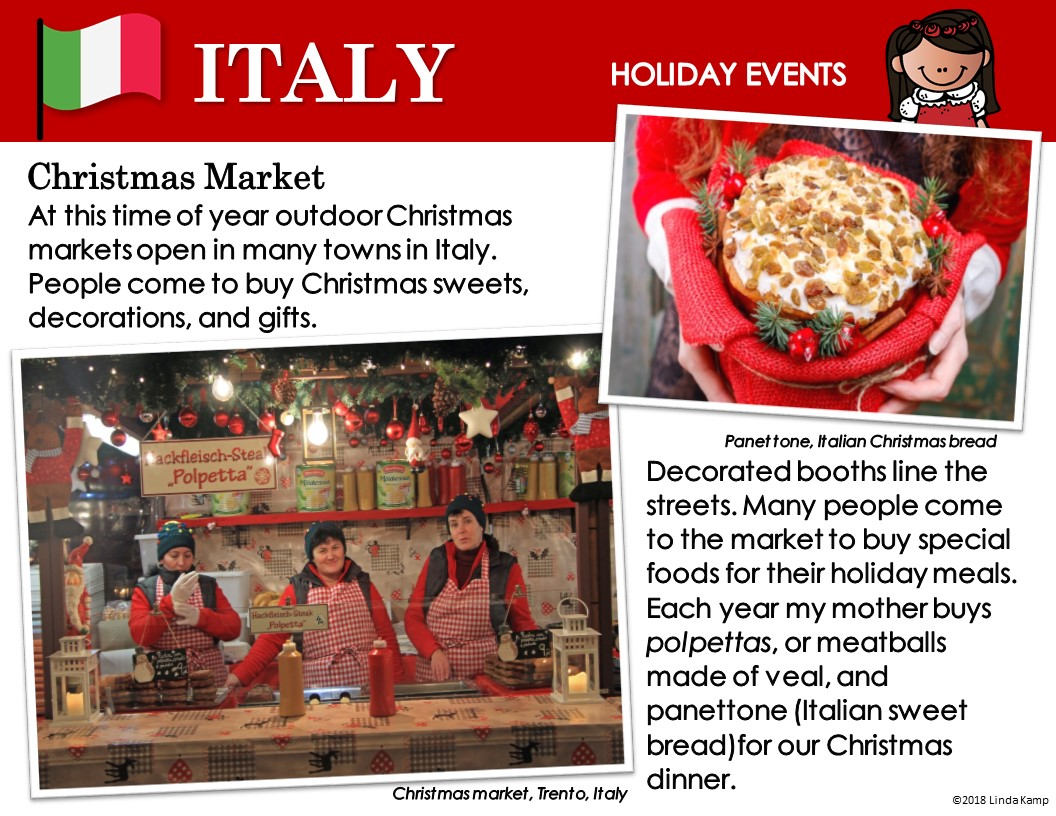 ITALY
HOLIDAY EVENTS
Christmas Market
At this time of year outdoor Christmas
markets open in many towns in Italy.
People come to buy Christmas sweets,
decorations, and gifts.
Hackfleisch-Steak
„Polpetta"
Hackfleisch-Steak
„Polpetta"
Christmas market, Trento, Italy
Panettone, Italian Christmas bread
Decorated booths line the
streets. Many people come
to the market to buy special
foods for their holiday meals.
Each year my mother buys
polpettas, or meatballs
made of veal, and
panettone (Italian sweet
bread)for our Christmas
dinner.
©2018 Linda Kamp